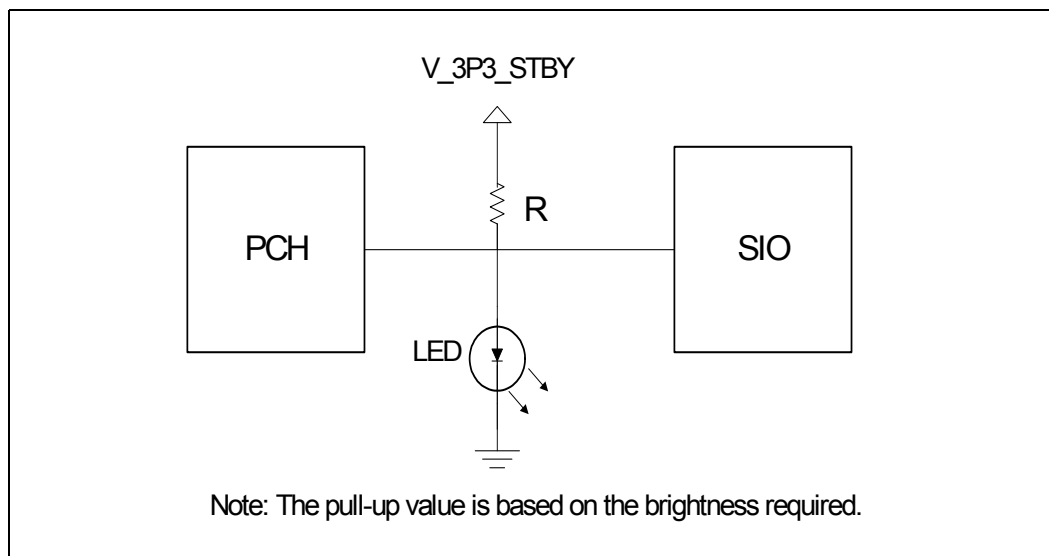 V_3P3_STBY
R
PCH
SIO
LED
Note: The pull-up value is based on the brightness required.